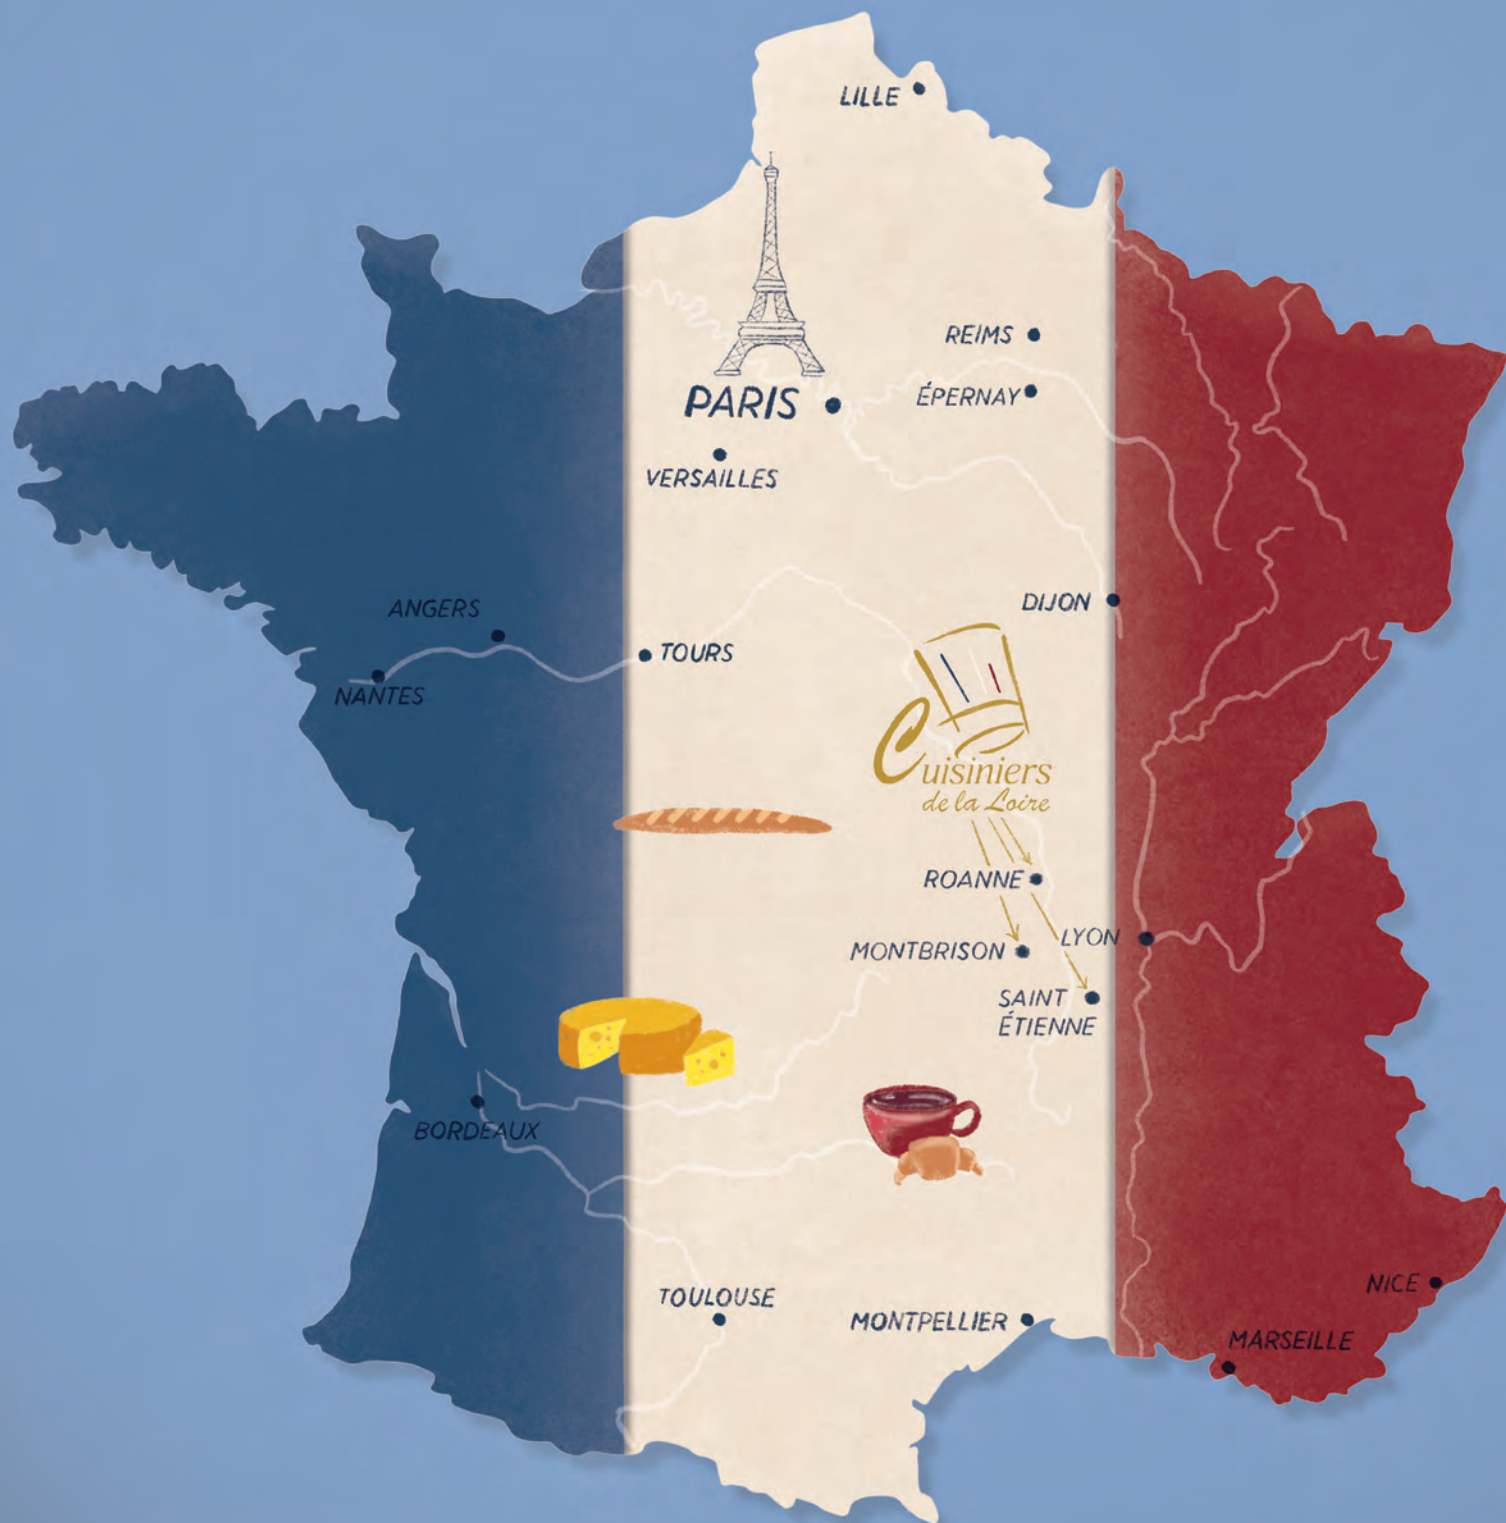 LILLE
REIMS
ÉPERNAY
PARIS
VERSAILLES
DIJON
ANGERS
TOURS
NANTES
Cuisiniers
de la Loire
ROANNE
LYON
MONTBRISON
SAINT
ÉTIENNE
BORDEAUX
NICE
TOULOUSE
MONTPELLIER
MARSEILLE